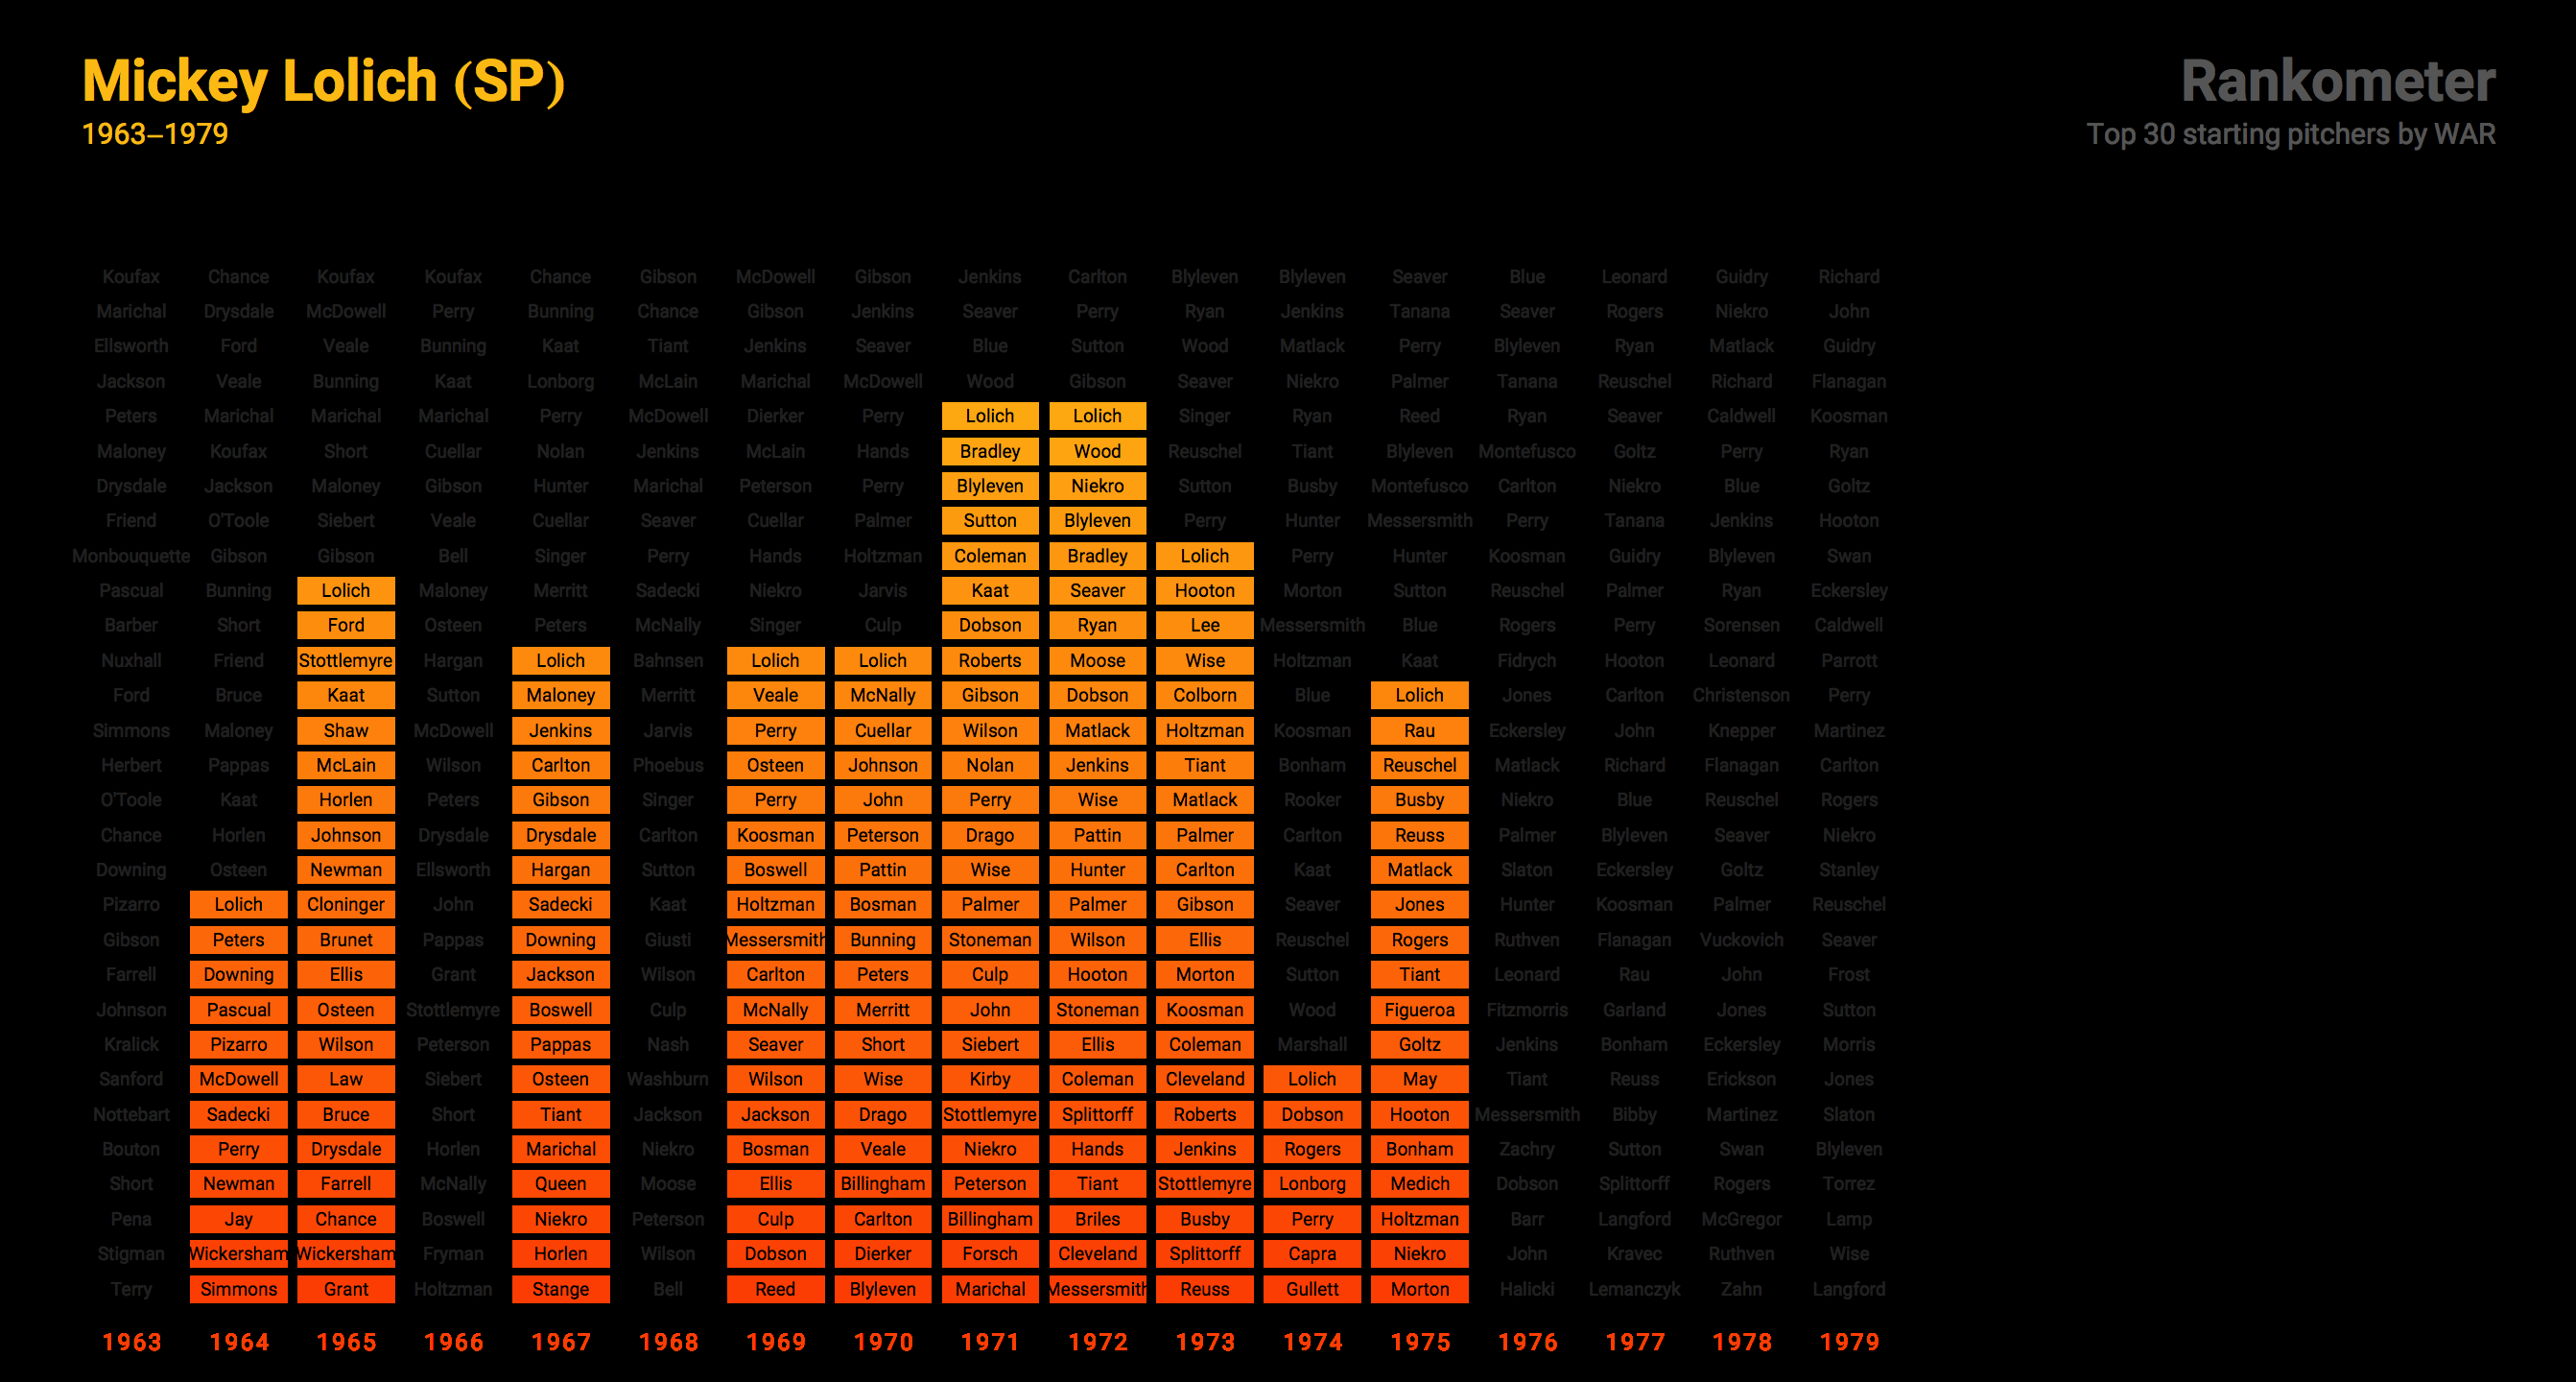 Mickey Lolich (SP)
1963–1979
Rankometer
Top 30 starting pitchers by WAR
Koufax Chance Koufax Koufax Chance Gibson McDowell Gibson Jenkins Carlton Blyleven Blyleven Seaver Blue Leonard Guidry Richard
Marichal Drysdale McDowell Perry Bunning Chance Gibson Jenkins Seaver Perry Ryan Jenkins Tanana Seaver Rogers Niekro John
Ellsworth Ford Veale Bunning Kaat Tiant Jenkins Seaver Blue Sutton Wood Matlack Perry Blyleven Ryan Matlack Guidry
Jackson Veale Bunning Kaat Lonborg McLain Marichal McDowell Wood Gibson Seaver Niekro Palmer Tanana Reuschel Richard Flanagan
Peters Marichal Marichal Marichal Perry McDowell Dierker Perry Lolich Lolich Singer Ryan Reed Ryan Seaver Caldwell Koosman
Maloney Koufax Short Cuellar Nolan Jenkins McLain Hands Bradley Wood Reuschel Tiant Blyleven Montefusco Goltz Perry Ryan
Drysdale Jackson Maloney Gibson Hunter Marichal Peterson Perry Blyleven Niekro Sutton Busby Montefusco Carlton Niekro Blue Goltz
Friend O'Toole Siebert Veale Cuellar Seaver Cuellar Palmer Sutton Blyleven Perry Hunter Messersmith Perry Tanana Jenkins Hooton
Monbouquette Gibson Gibson Bell Singer Perry Hands Holtzman Coleman Bradley Lolich Perry Hunter Koosman Guidry Blyleven Swan
Pascual Bunning Lolich Maloney Merritt Sadecki Niekro Jarvis Kaat Seaver Hooton Morton Sutton Reuschel Palmer Ryan Eckersley
Barber Short Ford Osteen Peters McNally Singer Culp Dobson Ryan Lee Messersmith Blue Rogers Perry Sorensen Caldwell
Nuxhall Friend Stottlemyre Hargan Lolich Bahnsen Lolich Lolich Roberts Moose Wise Holtzman Kaat Fidrych Hooton Leonard Parrott
Ford Bruce Kaat Sutton Maloney Merritt Veale McNally Gibson Dobson Colborn Blue Lolich Jones Carlton Christenson Perry
Simmons Maloney Shaw McDowell Jenkins Jarvis Perry Cuellar Wilson Matlack Holtzman Koosman Rau Eckersley John Knepper Martinez
Herbert Pappas McLain Wilson Carlton Phoebus Osteen Johnson Nolan Jenkins Tiant Bonham Reuschel Matlack Richard Flanagan Carlton
O'Toole Kaat Horlen Peters Gibson Singer Perry John Perry Wise Matlack Rooker Busby Niekro Blue Reuschel Rogers
Chance Horlen Johnson Drysdale Drysdale Carlton Koosman Peterson Drago Pattin Palmer Carlton Reuss Palmer Blyleven Seaver Niekro
Downing Osteen Newman Ellsworth Hargan Sutton Boswell Pattin Wise Hunter Carlton Kaat Matlack Slaton Eckersley Goltz Stanley
Pizarro Lolich Cloninger John Sadecki Kaat Holtzman Bosman Palmer Palmer Gibson Seaver Jones Hunter Koosman Palmer Reuschel
Gibson Peters Brunet Pappas Downing Giusti Messersmith Bunning Stoneman Wilson Ellis Reuschel Rogers Ruthven Flanagan Vuckovich Seaver
Farrell Downing Ellis Grant Jackson Wilson Carlton Peters Culp Hooton Morton Sutton Tiant Leonard Rau John Frost
Johnson Pascual Osteen Stottlemyre Boswell Culp McNally Merritt John Stoneman Koosman Wood Figueroa Fitzmorris Garland Jones Sutton
Kralick Pizarro Wilson Peterson Pappas Nash Seaver Short Siebert Ellis Coleman Marshall Goltz Jenkins Bonham Eckersley Morris
Sanford McDowell Law Siebert Osteen Washburn Wilson Wise Kirby Coleman Cleveland Lolich May Tiant Reuss Erickson Jones
Nottebart Sadecki Bruce Short Tiant Jackson Jackson Drago Stottlemyre Splittorff Roberts Dobson Hooton Messersmith Bibby Martinez Slaton
Bouton Perry Drysdale Horlen Marichal Niekro Bosman Veale Niekro Hands Jenkins Rogers Bonham Zachry Sutton Swan Blyleven
Short Newman Farrell McNally Queen Moose Ellis Billingham Peterson Tiant Stottlemyre Lonborg Medich Dobson Splittorff Rogers Torrez
Pena Jay Chance Boswell Niekro Peterson Culp Carlton Billingham Briles Busby Perry Holtzman Barr Langford McGregor Lamp
Stigman Wickersham Wickersham Fryman Horlen Wilson Dobson Dierker Forsch Cleveland Splittorff Capra Niekro John Kravec Ruthven Wise
Terry Simmons Grant Holtzman Stange Bell Reed Blyleven Marichal Messersmith Reuss Gullett Morton Halicki Lemanczyk Zahn Langford
1963 1964 1965 1966 1967 1968 1969 1970 1971 1972 1973 1974 1975 1976 1977 1978 1979